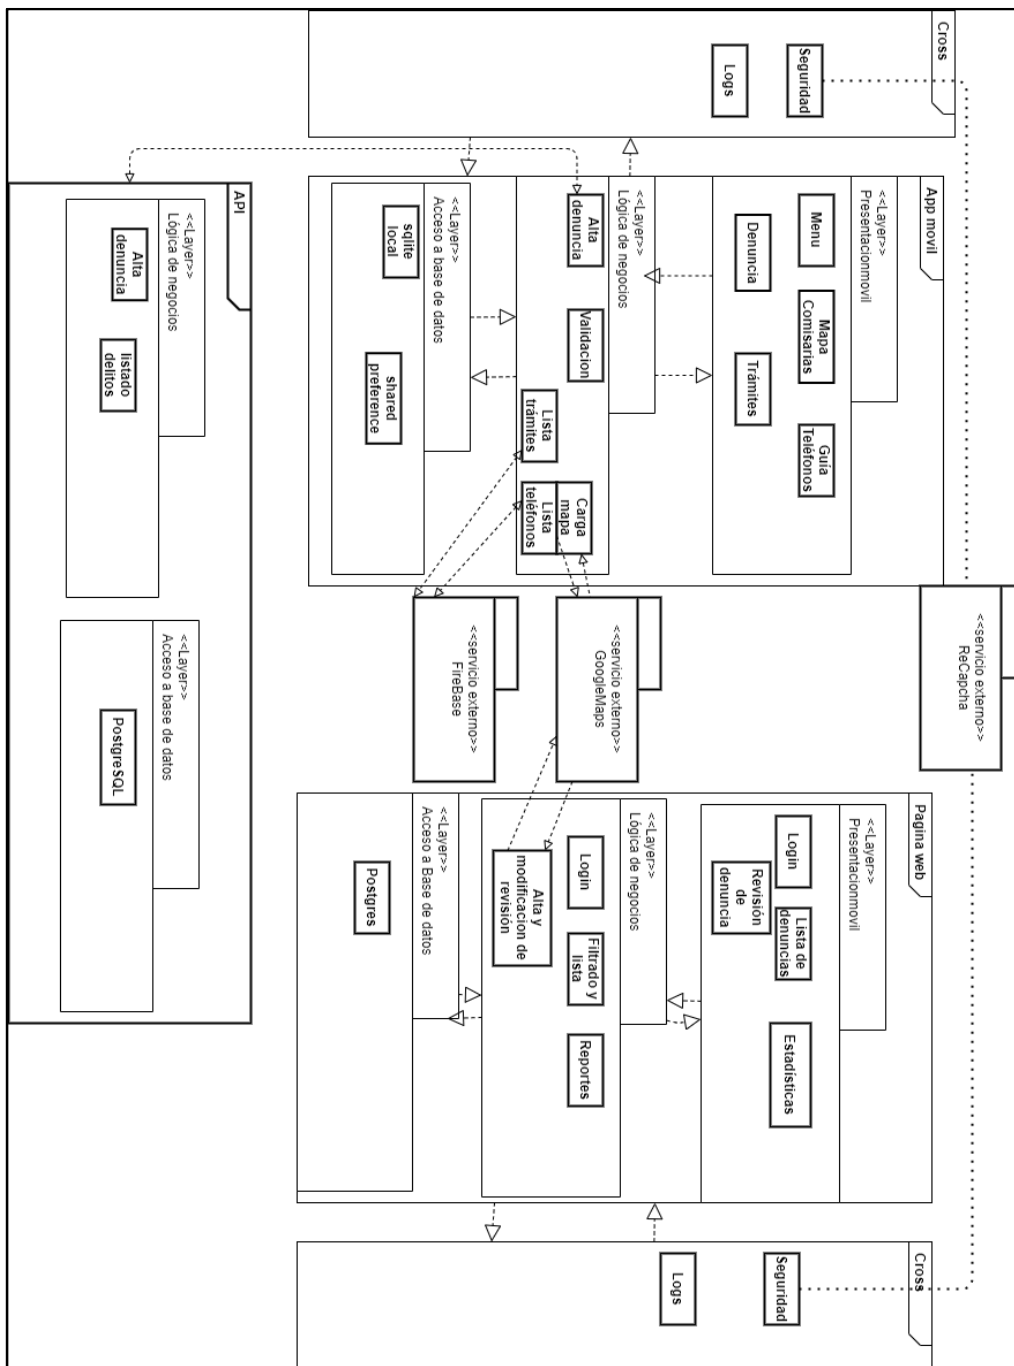 Cross
Seguridad
Logs
App movil
<<Layer>>
Presentacionmovil
Menu
Mapa
Comisarias
Guía
Teléfonos
Denuncia
Trámites
<<Layer>>
Lógica de negocios
Alta
denuncia
Validacion
Carga
mapa
Lista
trámites
Lista
teléfonos
<<Layer>>
Acceso a base de datos
sqlite
local
shared
preference
<<servicio externo>>
ReCapcha
<<servicio externo>>
GoogleMaps
<<servicio externo>>
FireBase
Pagina web
<<Layer>>
Presentacionmovil
Login
Lista de
denuncias
Estadísticas
Revisión
de
denuncia
<<Layer>>
Lógica de negocios
Login
Filtrado y
lista
Reportes
Alta y
modificacion de
revisión
<<Layer>>
Acceso a Base de datos
Postgres
Cross
Seguridad
Logs
API
<<Layer>>
Lógica de negocios
Alta
denuncia
listado
delitos
<<Layer>>
Acceso a base de datos
PostgreSQL